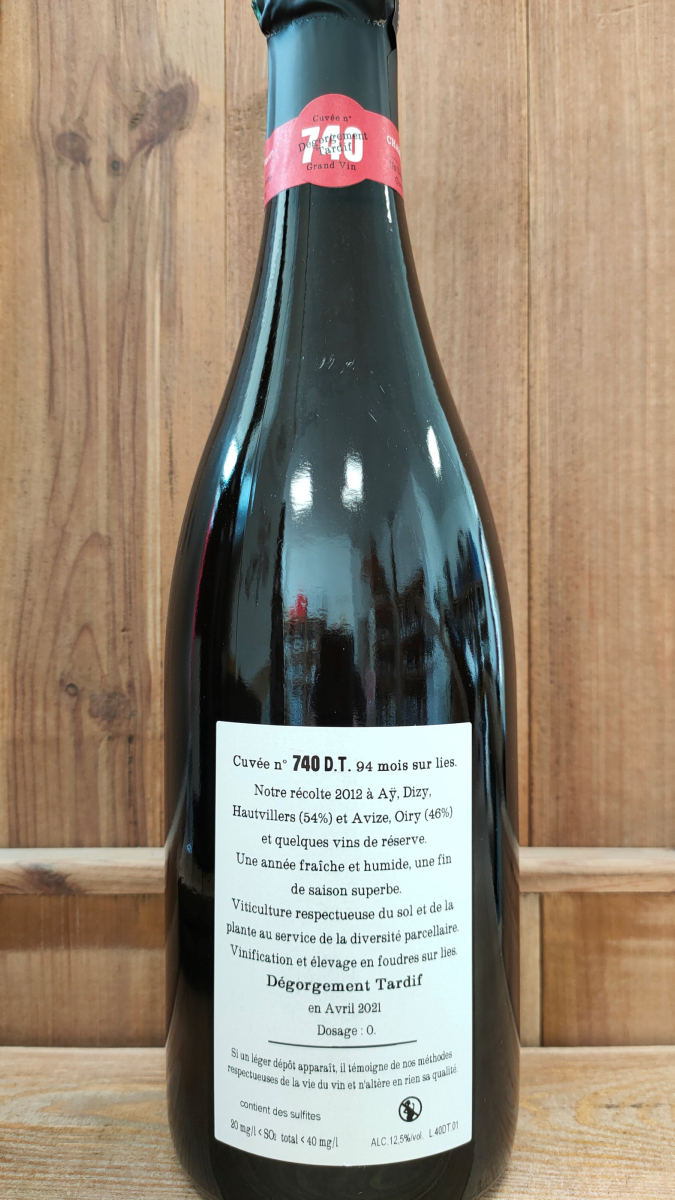 Cuvée n°
740
Dégorgement
Tardif
Grand Vin
Cuvée n° 740 D.T. 94 mois sur lies.
Notre récolte 2012 à Aÿ, Dizy,
Hautvillers (54%) et Avize, Oiry (46%)
et quelques vins de réserve.
Une année fraîche et humide, une fin
de saison superbe.
Viticulture respectueuse du sol et de la
plante au service de la diversité parcellaire.
Vinification et élevage en foudres sur lies.
Dégorgement Tardif
en Avril 2021
Dosage : 0.
Si un léger dépôt apparaît, il témoigne de nos méthodes
respectueuses de la vie du vin et n'altère en rien sa qualité.
contient des sulfites
20 mg/l < SO₂ total < 40 mg/l
ALC.12,5%/vol. L.40DT.01